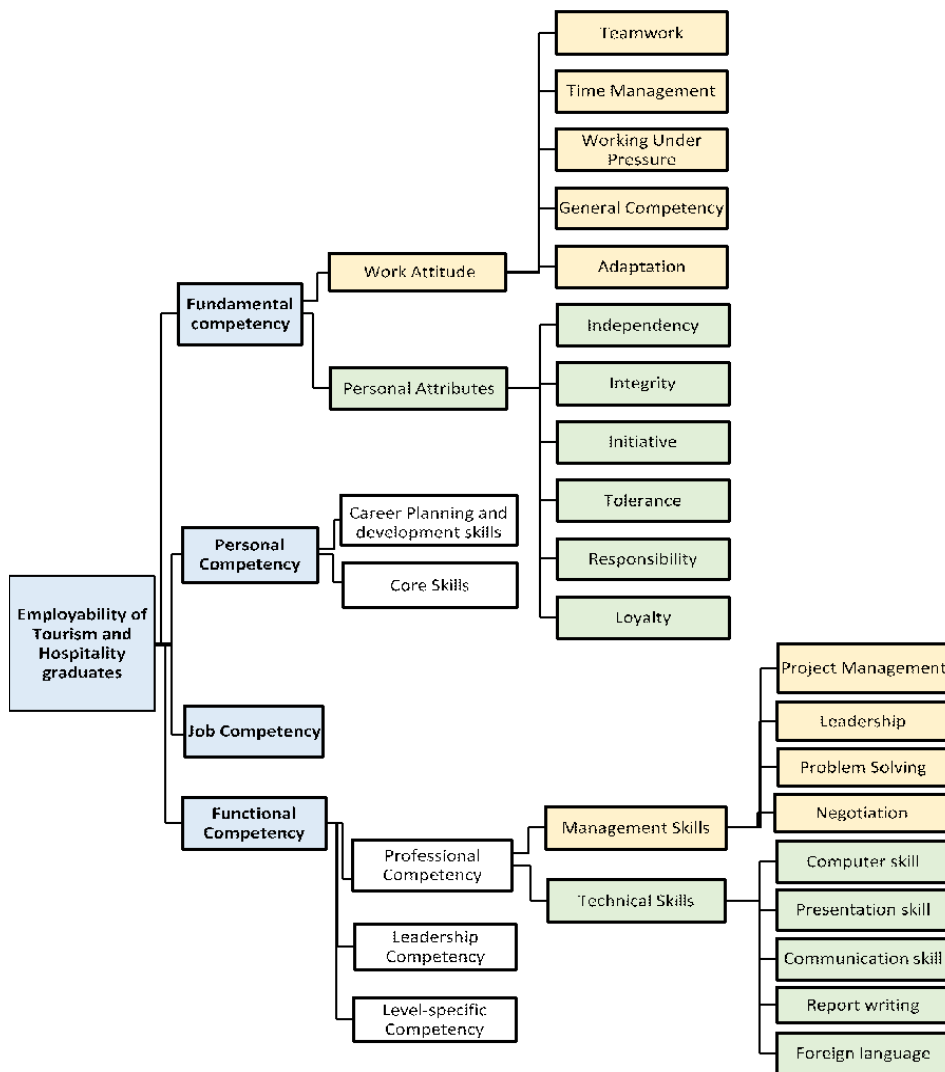 Teamwork
Time Management
Working Under
Pressure
General Competency
Adaptation
Work Attitude
Fundamental
competency
Independency
Integrity
Initiative
Tolerance
Responsibility
Loyalty
Personal Attributes
Career Planning and
development skills
Personal
Competency
Core Skills
Employability of
Tourism and
Hospitality
graduates
Job Competency
Functional
Competency
Professional
Competency
Leadership
Competency
Level-specific
Competency
Management Skills
Technical Skills
Project Management
Leadership
Problem Solving
Negotiation
Computer skill
Presentation skill
Communication skill
Report writing
Foreign language